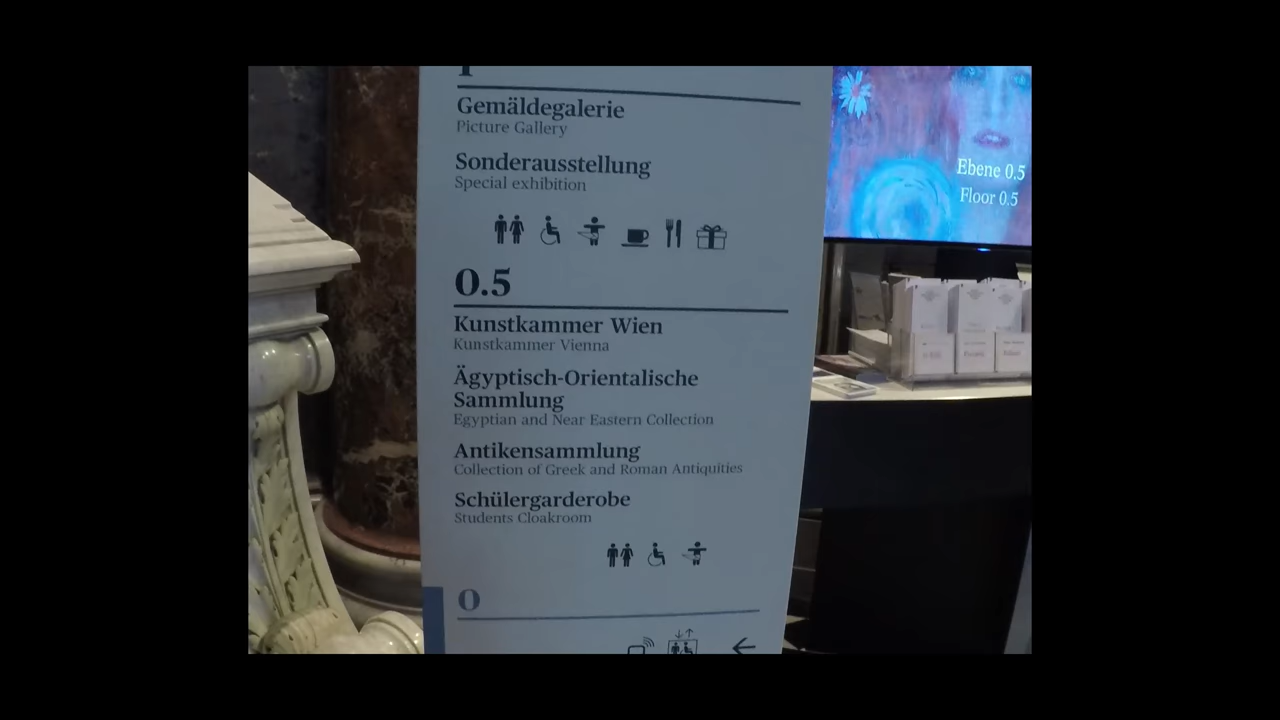 Gemäldegalerie
Picture Gallery
Sonderausstellung
Special exhibition
0.5
Kunstkammer Wien
Kunstkammer Vienna
Ägyptisch-Orientalische
Sammlung
Egyptian and Near Eastern Collection
Antikensammlung
Collection of Greek and Roman Antiquities
Schülergarderobe
Students Cloakroom
0
Ebene 0.5
Floor 0.5